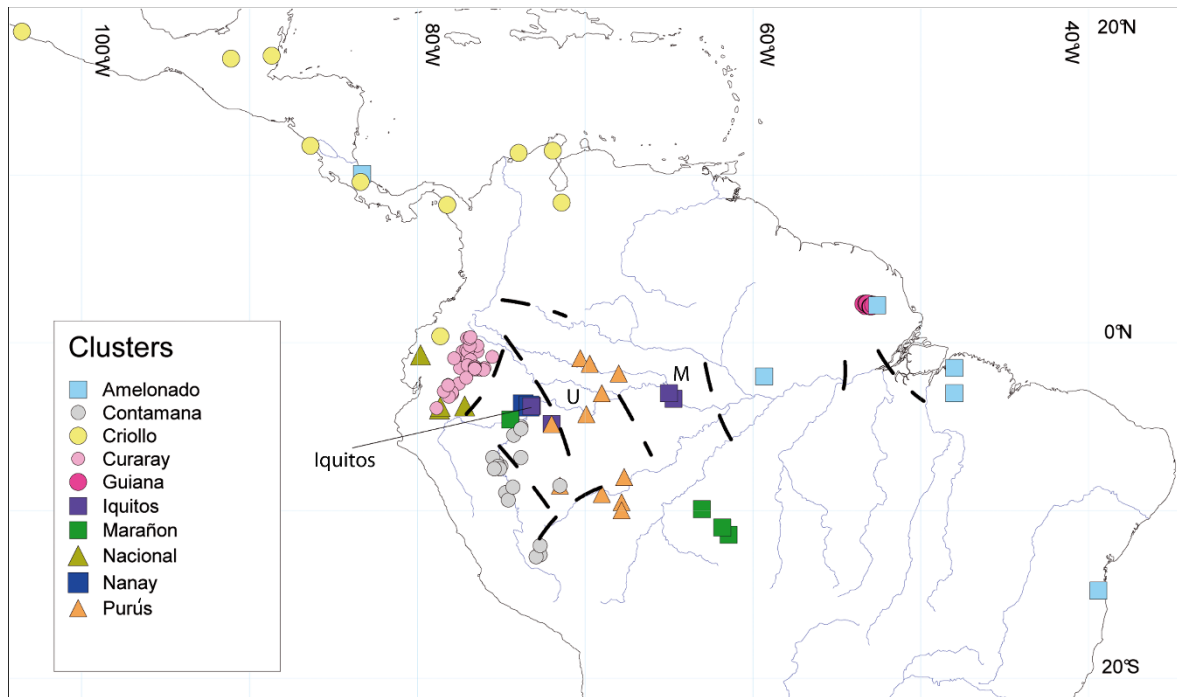 100°W
80°W
60°W
40°W
20°N
0°N
M
U
Iquitos
Clusters
Amelonado
Contamana
Criollo
Curaray
Guiana
Iquitos
Marañon
Nacional
Nanay
Purús
20°S